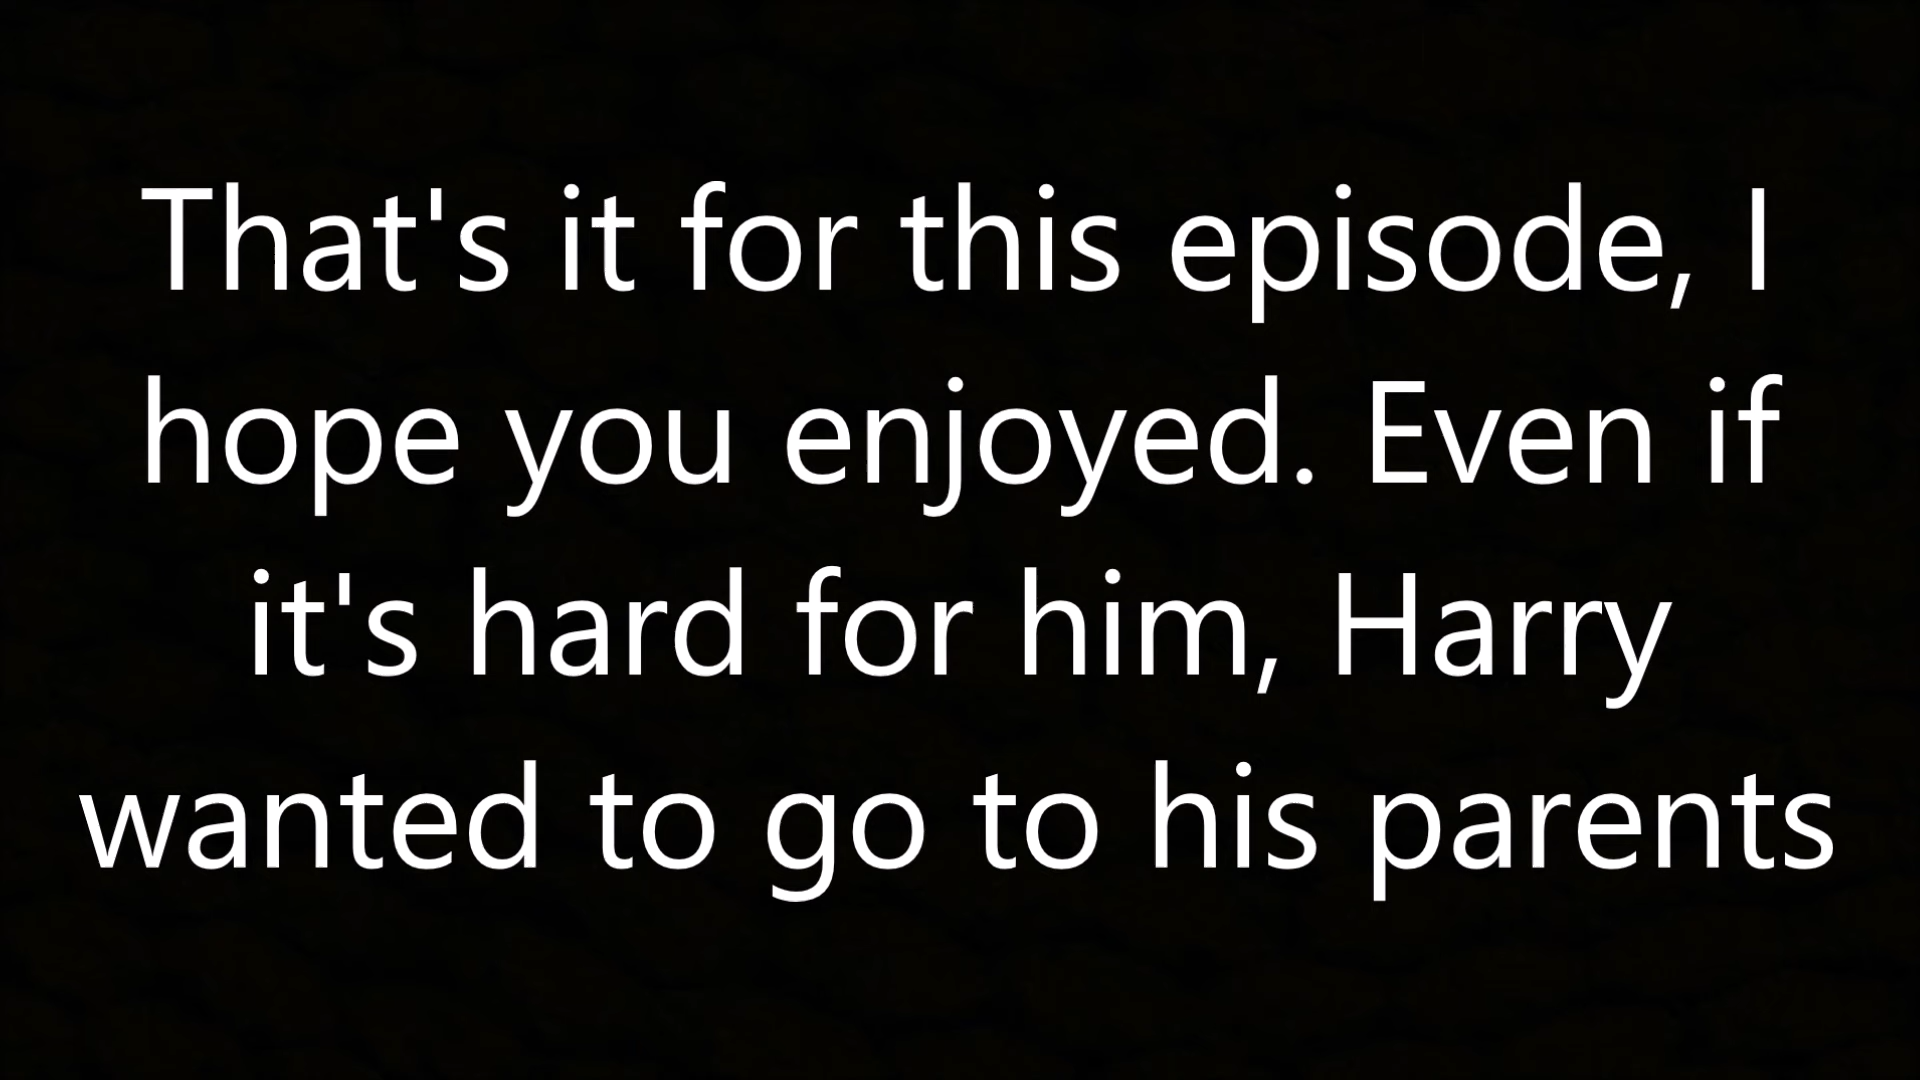 That's it for this episode, I
hope you enjoyed. Even if
it's hard for him, Harry
wanted to go to his parents